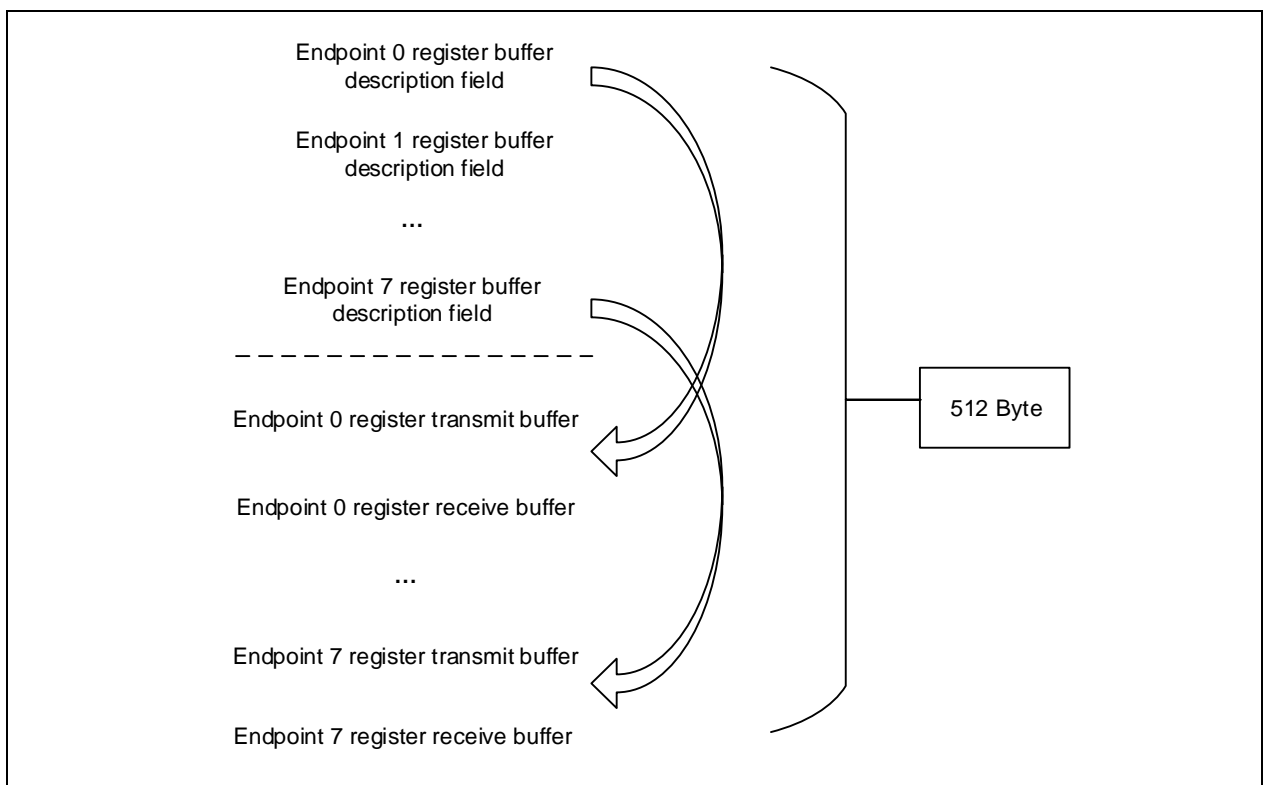 Endpoint 0 register buffer
description field
Endpoint 1 register buffer
description field
...
Endpoint 7 register buffer
description field
Endpoint 0 register transmit buffer
Endpoint 0 register receive buffer
...
Endpoint 7 register transmit buffer
Endpoint 7 register receive buffer
512 Byte